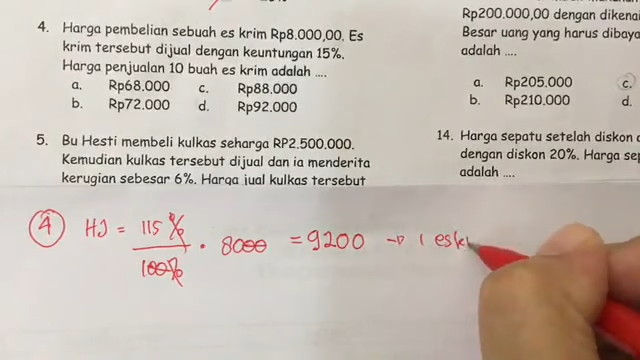 4. Harga pembelian sebuah es krim Rp8.000,00. Es
krim tersebut dijual dengan keuntungan 15%.
Harga penjualan 10 buah es krim adalah ....
a. Rp68.000 c. Rp88.000
b. Rp72.000 d. Rp92.000
5. Bu Hesti membeli kulkas seharga RP2.500.000.
Kemudian kulkas tersebut dijual dan ia menderita
kerugian sebesar 6%. Harga jual kulkas tersebut
Rp200.000,00 dengan dikenai
Besar uang yang harus dibaya
adalah ....
a. Rp205.000 c.
b. Rp210.000 d.
14. Harga sepatu setelah diskon
dengan diskon 20%. Harga se
adalah ....
4 HJ = 115% / 100% . 8000 = 9200 → 1 esk